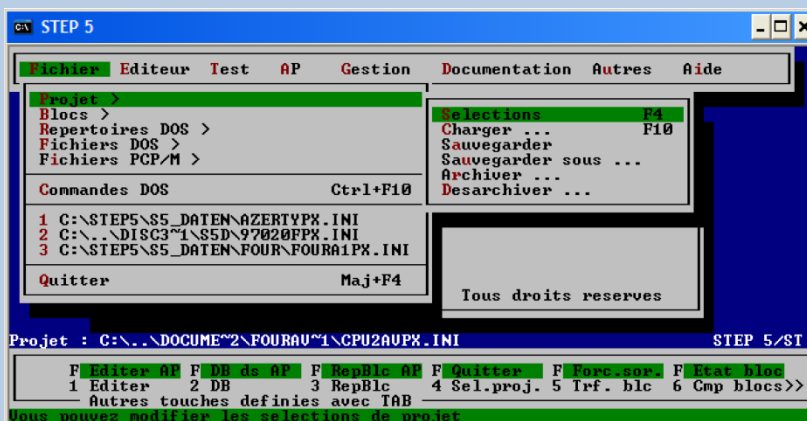 STEP 5
Fichier Editeur Test AP Gestion Documentation Autres Aide
Projet >
Blocs >
Repertoires DOS >
Fichiers DOS >
Fichiers PCP/M >
Commandes DOS Ctrl+F10
1 C:\STEP5\S5_DATEN\AZERTYPX.INI
2 C:\..\DISC3~1\S5D\97020FPX.INI
3 C:\STEP5\S5_DATEN\FOUR\FOURA1PX.INI
Quitter Maj+F4
Selections F4
Charger ... F10
Sauvegarder
Sauvegarder sous ...
Archiver ...
Desarchiver ...
Tous droits reserves
Projet : C:\..\DOCUME~2\FOURAV~1\CPU2AVPX.INI STEP 5/ST
F Editer AP F DB ds AP F RepBlc AP F Quitter F Forc.sor. F Etat bloc
1 Editer 2 DB 3 RepBlc 4 Sel.proj. 5 Trf. blc 6 Cmp blocs>>
Autres touches definies avec TAB
Vous pouvez modifier les selections de projet